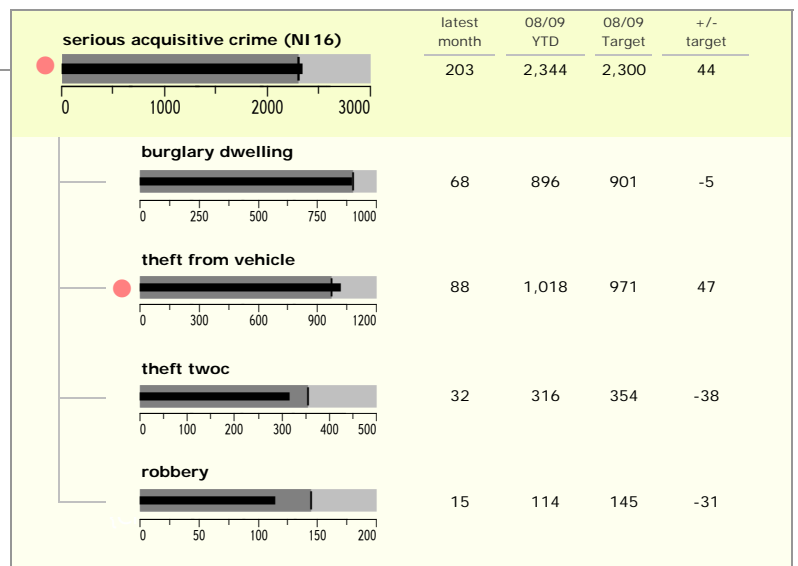 latest 08/09 08/09 +/-
serious acquisitive crime (NI 16) month YTD Target target
203 2,344 2,300 44
0 1000 2000 3000
burglary dwelling
68 896 901 -5
0 250 500 750 1000
theft from vehicle
88 1,018 971 47
0 300 600 900 1200
theft twoc
32 316 354 -38
0 100 200 300 400 500
robbery
15 114 145 -31
0 50 100 150 200